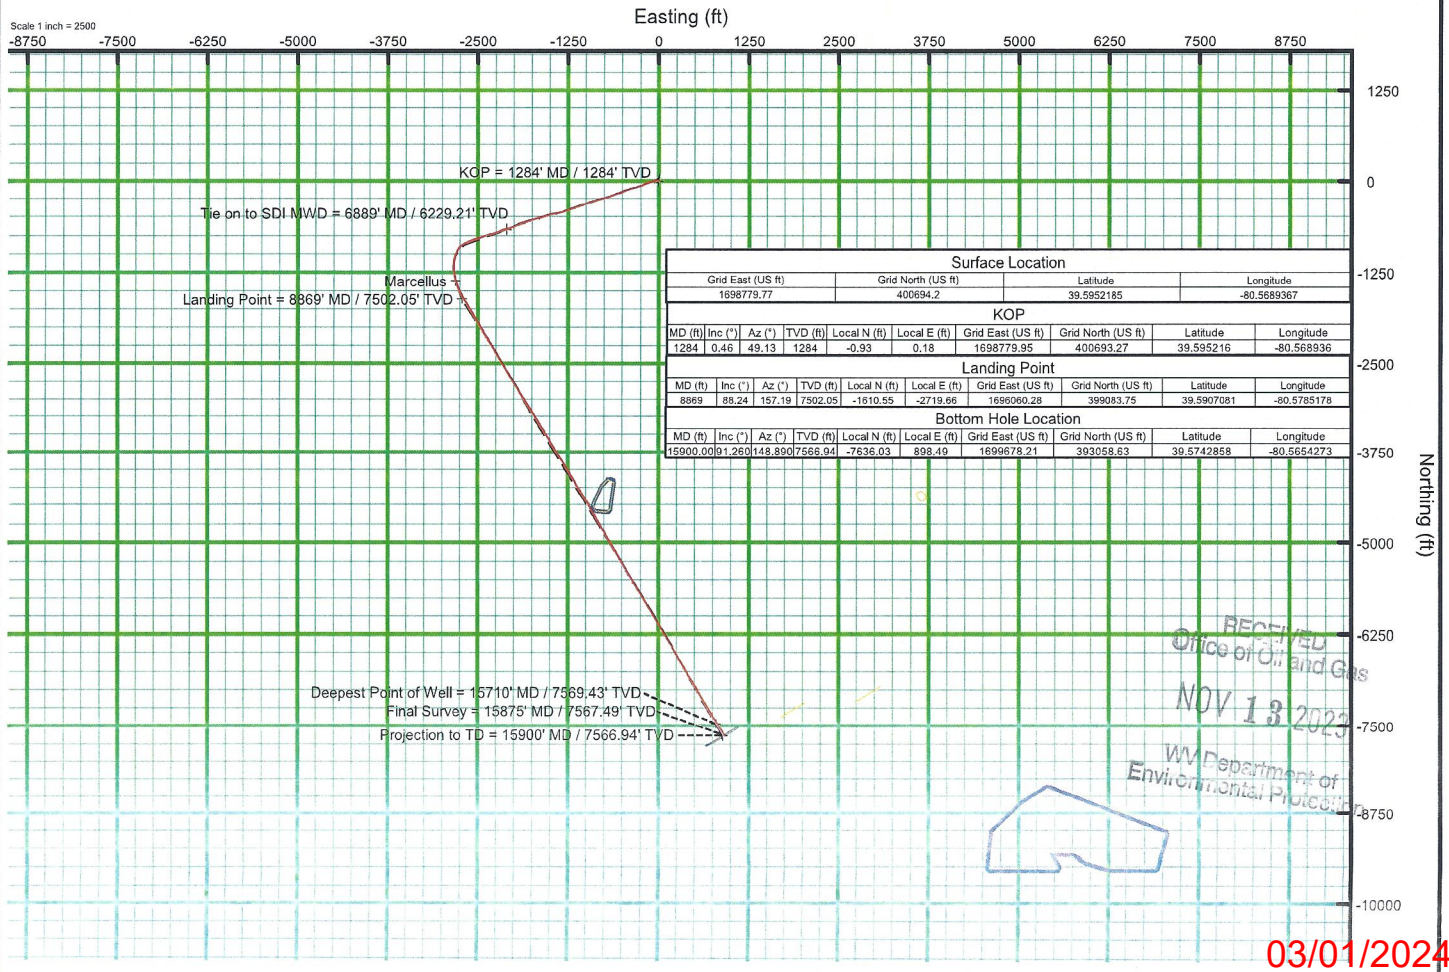 Easting (ft)
Scale 1 inch = 2500
-8750 -7500 -6250 -5000 -3750 -2500 -1250 0 1250 2500 3750 5000 6250 7500 8750
1250
KOP = 1284' MD / 1284' TVD
0
Tie on to SDI MWD = 6889' MD / 6229.21' TVD
Surface Location
-1250
Marcellus
Grid East (US ft) Grid North (US ft) Latitude Longitude
1698779.77 400694.2 39.5952185 -80.5689367
Landing Point = 8869' MD / 7502.05' TVD
KOP
MD (ft) Inc (°) Az (°) TVD (ft) Local N (ft) Local E (ft) Grid East (US ft) Grid North (US ft) Latitude Longitude
1284 0.46 49.13 1284 -0.93 0.18 1698779.95 400693.27 39.595216 -80.568936
-2500
Landing Point
MD (ft) Inc (°) Az (°) TVD (ft) Local N (ft) Local E (ft) Grid East (US ft) Grid North (US ft) Latitude Longitude
8869 88.24 157.19 7502.05 -1610.55 -2719.66 1696060.28 399083.75 39.5907081 -80.5785178
Bottom Hole Location
MD (ft) Inc (°) Az (°) TVD (ft) Local N (ft) Local E (ft) Grid East (US ft) Grid North (US ft) Latitude Longitude
15900.00 91.260 148.890 7566.94 -7636.03 898.49 1699678.21 393058.63 39.5742858 -80.5654273
-3750
Northing (ft)
-5000
-6250
RECEIVED
Office of Oil and Gas
Deepest Point of Well = 15710' MD / 7569.43' TVD
NOV 13 2023
Final Survey = 15875' MD / 7567.49' TVD
-7500
Projection to TD = 15900' MD / 7566.94' TVD
WV Department of
Environmental Protection
-8750
-10000
03/01/2024